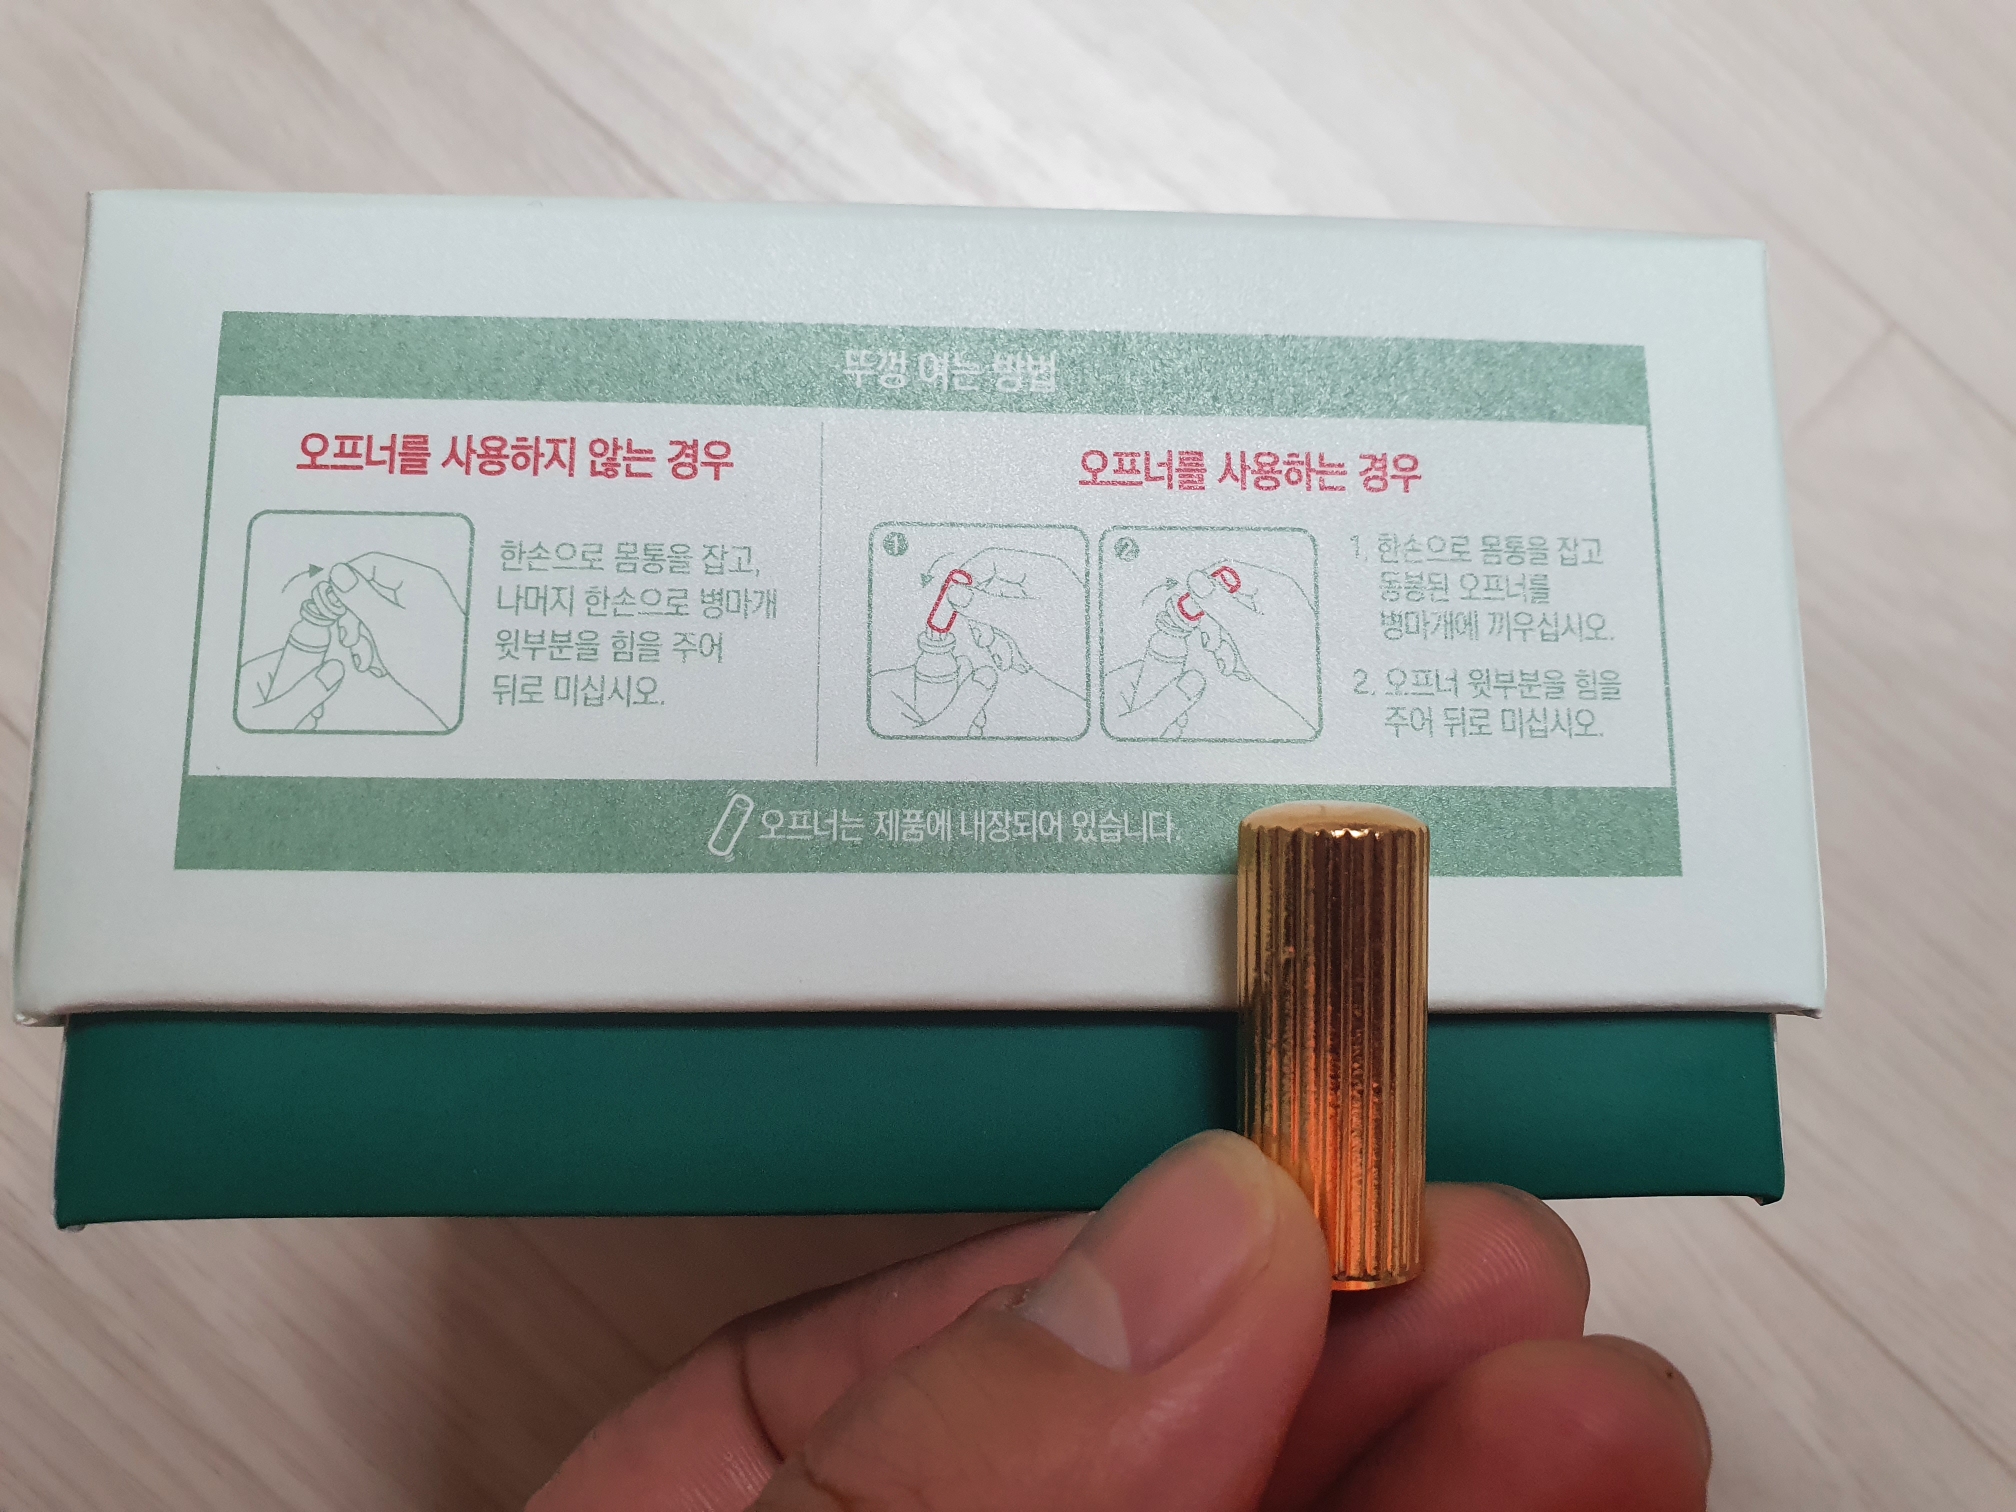 뚜껑 여는 방법
오프너를 사용하지 않는 경우
한손으로 몸통을 잡고,
나머지 한손으로 병마개
윗부분을 힘을 주어
뒤로 미십시오.
오프너를 사용하는 경우
1
2
1. 한손으로 몸통을 잡고
동봉된 오프너를
병마개에 끼우십시오.
2. 오프너 윗부분을 힘을
주어 뒤로 미십시오.
오프너는 제품에 내장되어 있습니다.